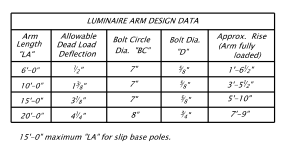 LUMINAIRE ARM DESIGN DATA
Arm Length "LA" Allowable Dead Load Deflection Bolt Circle Dia. "BC" Bolt Dia. "D" Approx. Rise (Arm fully loaded)
6'-0" 1/2" 7" 5/8" 1'-6 1/2"
10'-0" 1 3/8" 7" 5/8" 3'-5 1/2"
15'-0" 3 1/8" 7" 5/8" 5'-10"
20'-0" 4 1/4" 8" 3/4" 7'-9"
15'-0" maximum "LA" for slip base poles.